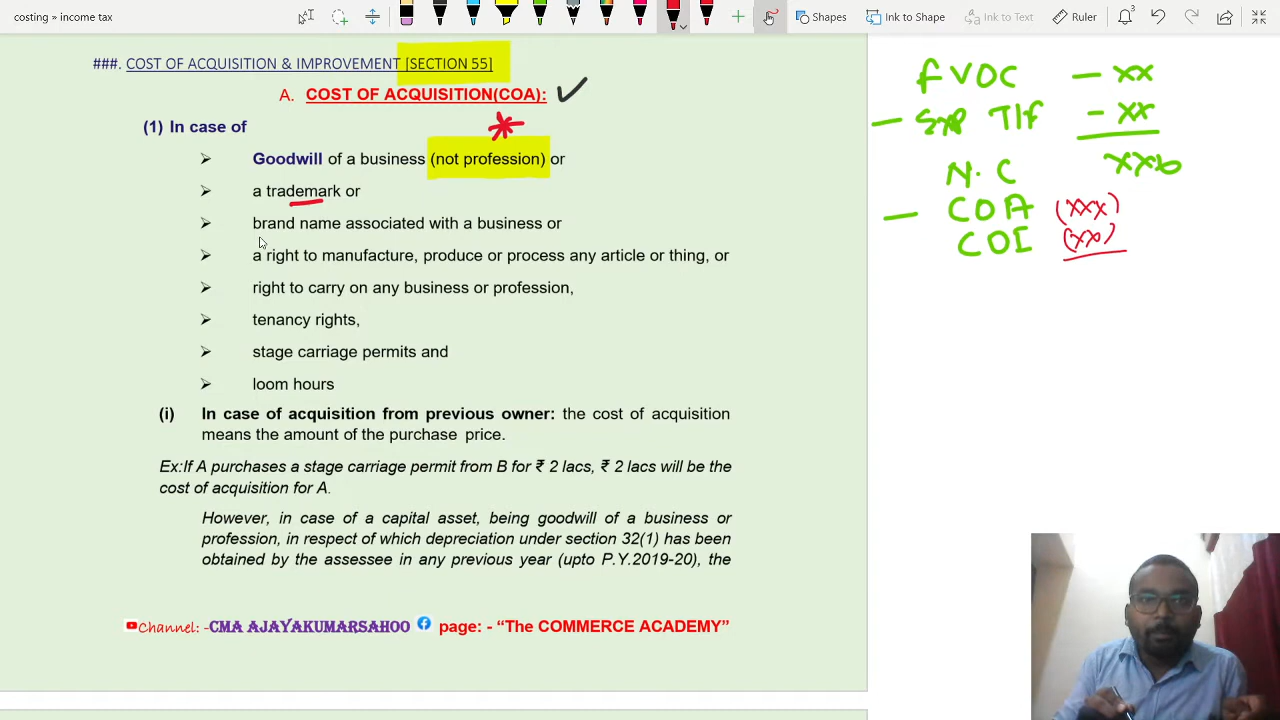 costing » income tax
Shapes
Ink to Shape
Ink to Text
Ruler
###. COST OF ACQUISITION & IMPROVEMENT [SECTION 55]
A. COST OF ACQUISITION(COA):
(1) In case of
➢ Goodwill of a business (not profession) or
➢ a trademark or
➢ brand name associated with a business or
➢ a right to manufacture, produce or process any article or thing, or
➢ right to carry on any business or profession,
➢ tenancy rights,
➢ stage carriage permits and
➢ loom hours
(i) In case of acquisition from previous owner: the cost of acquisition
means the amount of the purchase price.
Ex:If A purchases a stage carriage permit from B for ₹ 2 lacs, ₹ 2 lacs will be the
cost of acquisition for A.
However, in case of a capital asset, being goodwill of a business or
profession, in respect of which depreciation under section 32(1) has been
obtained by the assessee in any previous year (upto P.Y.2019-20), the
Channel: -CMA AJAYAKUMARSAHOO page: - “The COMMERCE ACADEMY”
FVOC – xx
– Exp T/f – xx
xxx
N.C
– COA (xxx)
COI (xx)